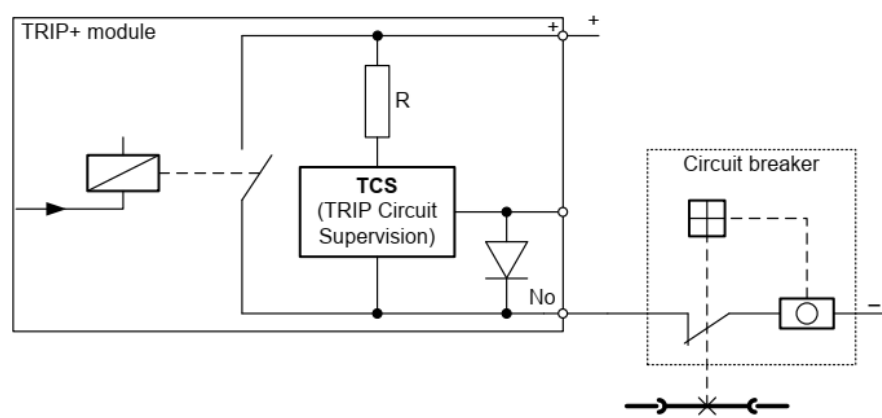 TRIP+ module
+
+
R
Circuit breaker
TCS
(TRIP Circuit
Supervision)
No
−